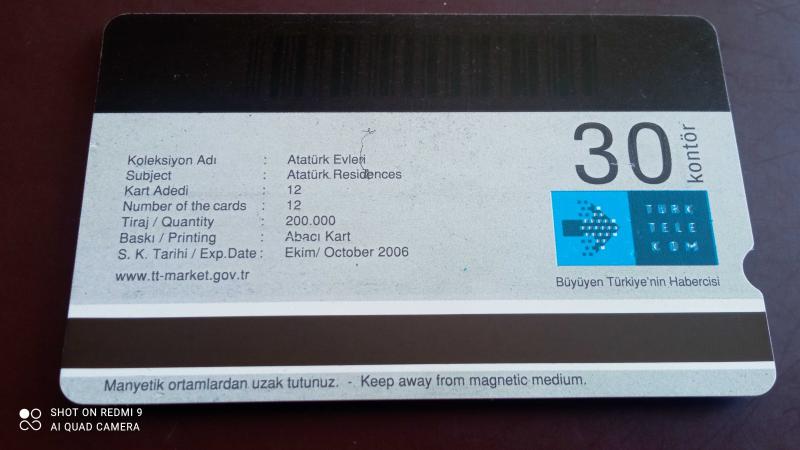 30 kontör
Koleksiyon Adı : Atatürk Evleri
Subject : Atatürk Residences
Kart Adedi : 12
Number of the cards : 12
Tiraj / Quantity : 200.000
Baskı / Printing : Abacı Kart
S. K. Tarihi / Exp.Date : Ekim/ October 2006
www.tt-market.gov.tr
TÜRK
TELE
KOM
Büyüyen Türkiye'nin Habercisi
Manyetik ortamlardan uzak tutunuz. - Keep away from magnetic medium.
SHOT ON REDMI 9
AI QUAD CAMERA